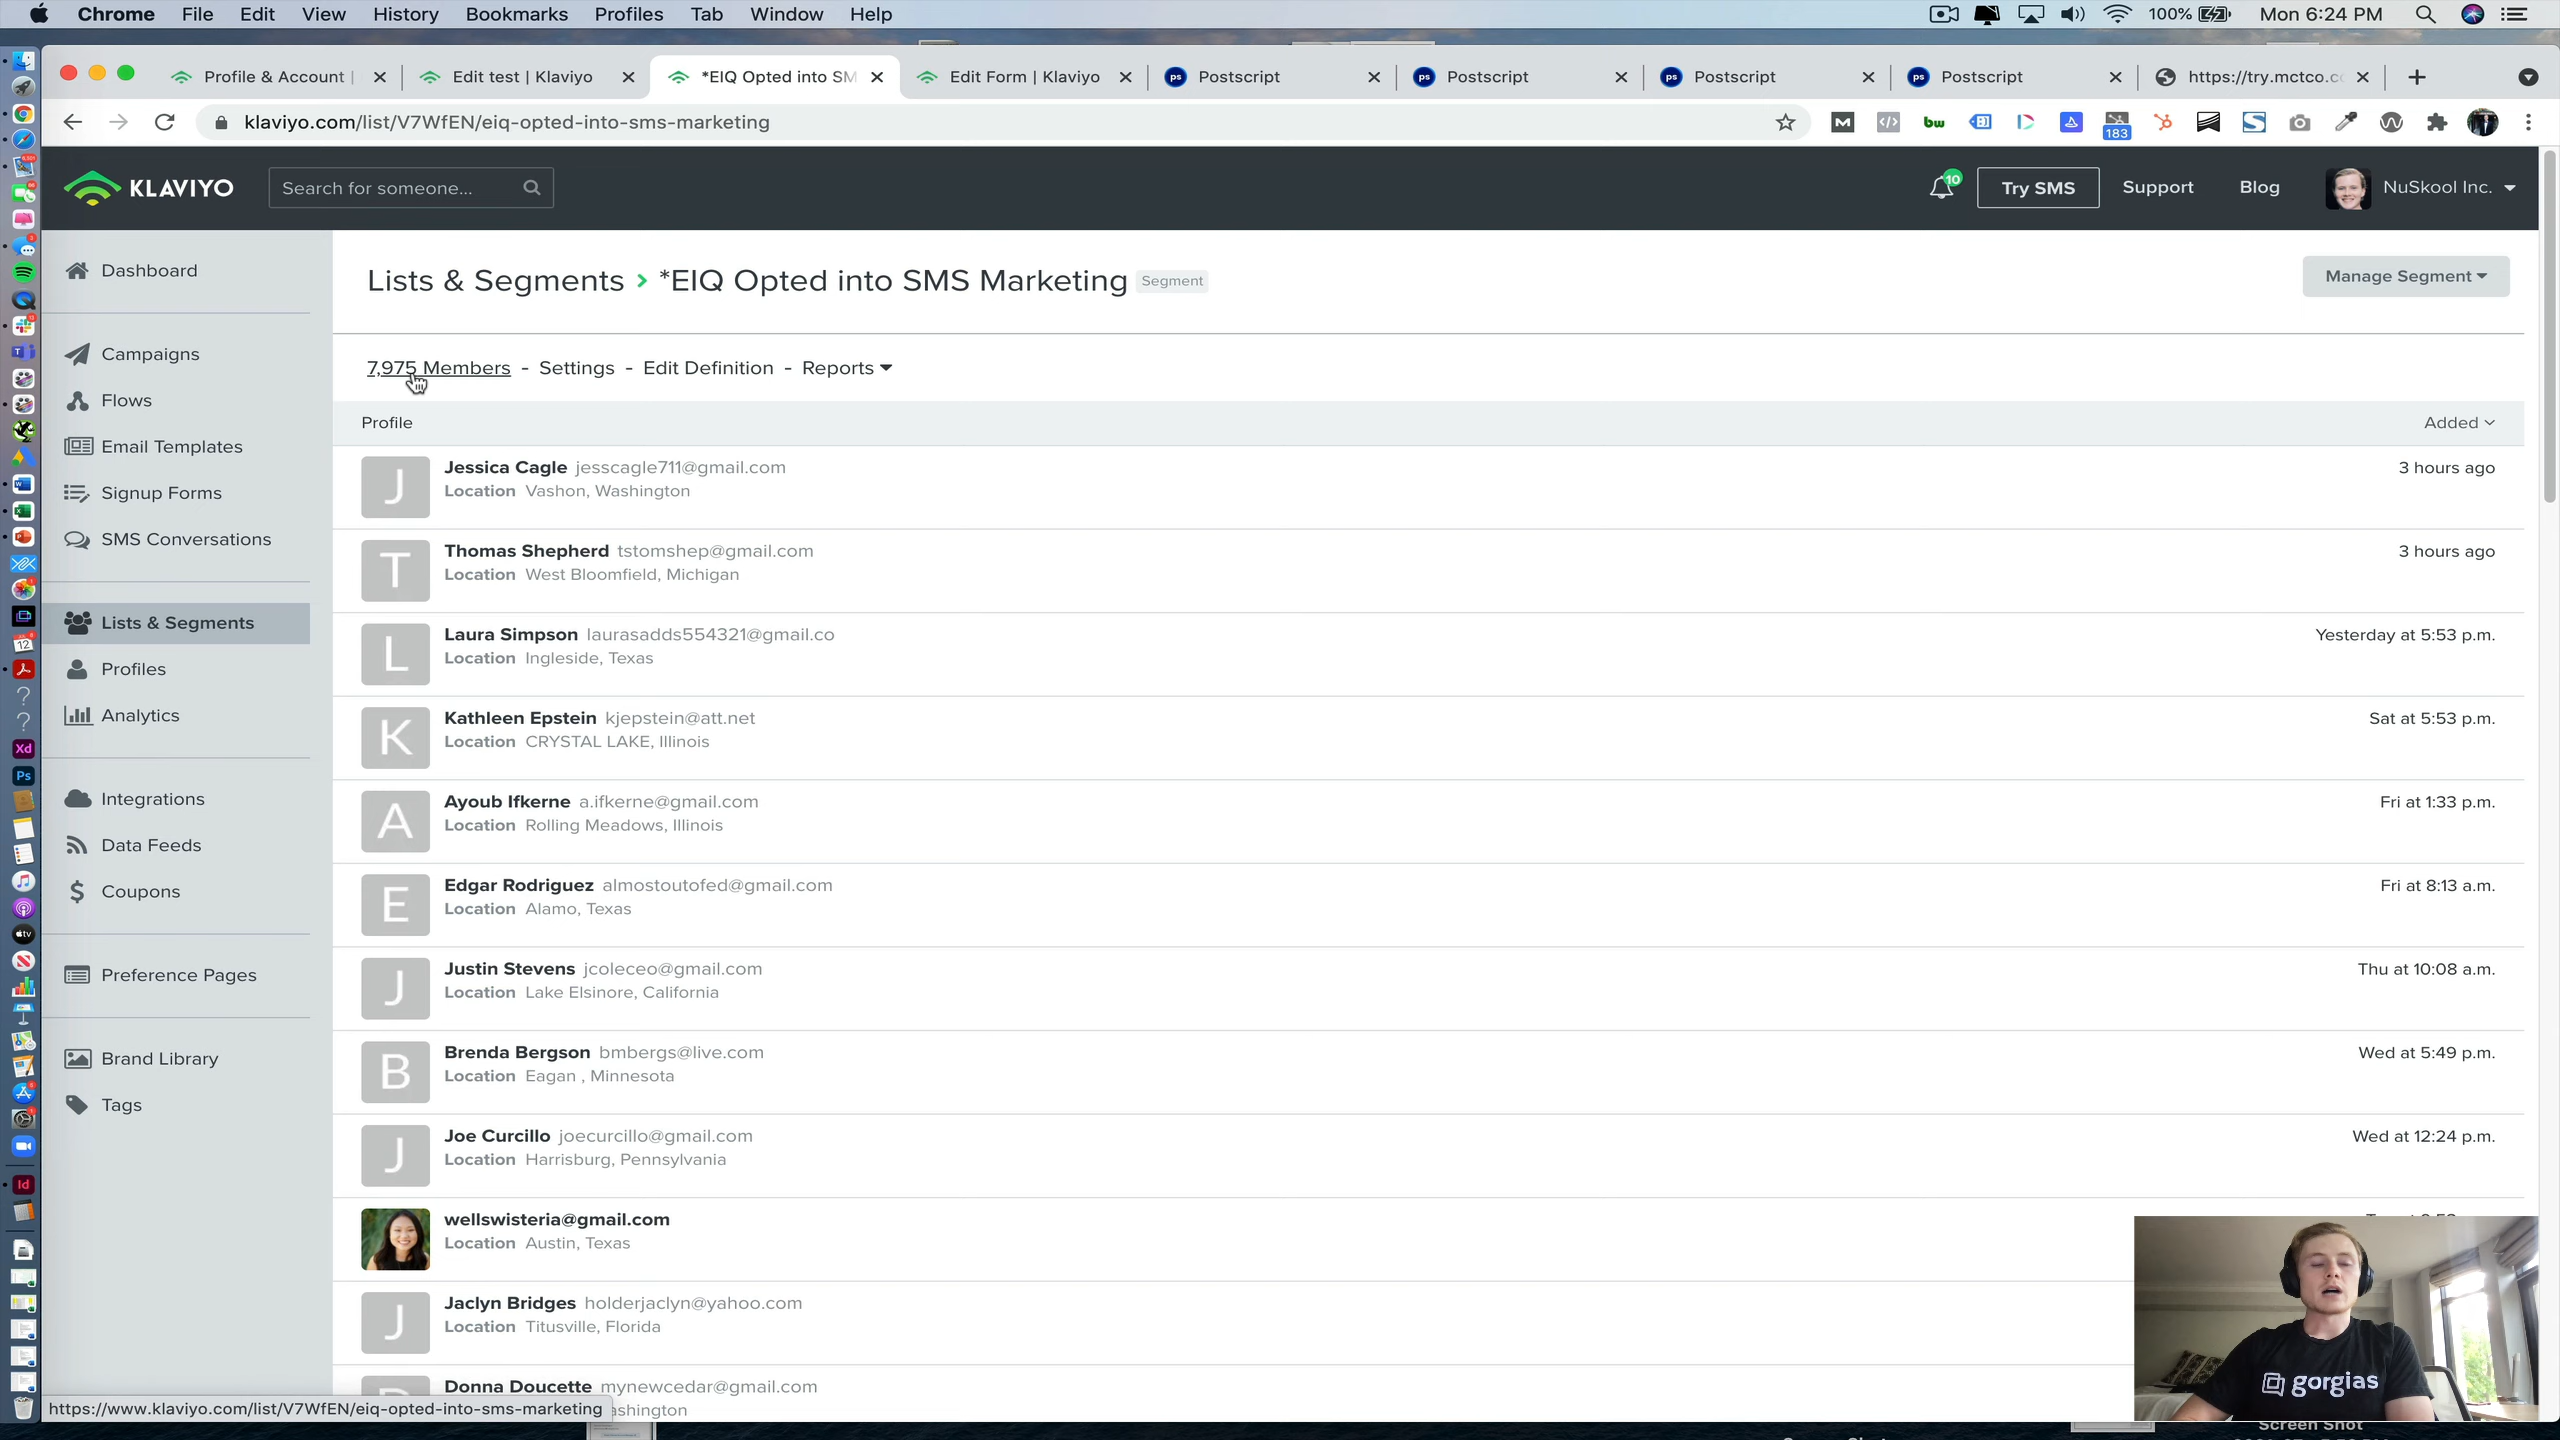 Chrome File Edit View History Bookmarks Profiles Tab Window Help 100% Mon 6:24 PM
Profile & Account | Edit test | Klaviyo *EIQ Opted into SM Edit Form | Klaviyo Postscript Postscript Postscript Postscript https://try.mctco.c
klaviyo.com/list/V7WfEN/eiq-opted-into-sms-marketing 183
KLAVIYO Search for someone... 10 Try SMS Support Blog NuSkool Inc.
Dashboard
Campaigns
Flows
Email Templates
Signup Forms
SMS Conversations
Lists & Segments
Profiles
Analytics
Integrations
Data Feeds
Coupons
Preference Pages
Brand Library
Tags
Lists & Segments > *EIQ Opted into SMS Marketing Segment Manage Segment
7,975 Members - Settings - Edit Definition - Reports
Profile Added
J Jessica Cagle jesscagle711@gmail.com 3 hours ago
Location Vashon, Washington
T Thomas Shepherd tstomshep@gmail.com 3 hours ago
Location West Bloomfield, Michigan
L Laura Simpson laurasadds554321@gmail.co Yesterday at 5:53 p.m.
Location Ingleside, Texas
K Kathleen Epstein kjepstein@att.net Sat at 5:53 p.m.
Location CRYSTAL LAKE, Illinois
A Ayoub Ifkerne a.ifkerne@gmail.com Fri at 1:33 p.m.
Location Rolling Meadows, Illinois
E Edgar Rodriguez almostoutofed@gmail.com Fri at 8:13 a.m.
Location Alamo, Texas
J Justin Stevens jcoleceo@gmail.com Thu at 10:08 a.m.
Location Lake Elsinore, California
B Brenda Bergson bmbergs@live.com Wed at 5:49 p.m.
Location Eagan , Minnesota
J Joe Curcillo joecurcillo@gmail.com Wed at 12:24 p.m.
Location Harrisburg, Pennsylvania
wellswisteria@gmail.com
Location Austin, Texas
J Jaclyn Bridges holderjaclyn@yahoo.com
Location Titusville, Florida
Donna Doucette mynewcedar@gmail.com
https://www.klaviyo.com/list/V7WfEN/eiq-opted-into-sms-marketing ashington
gorgias
Screen Shot